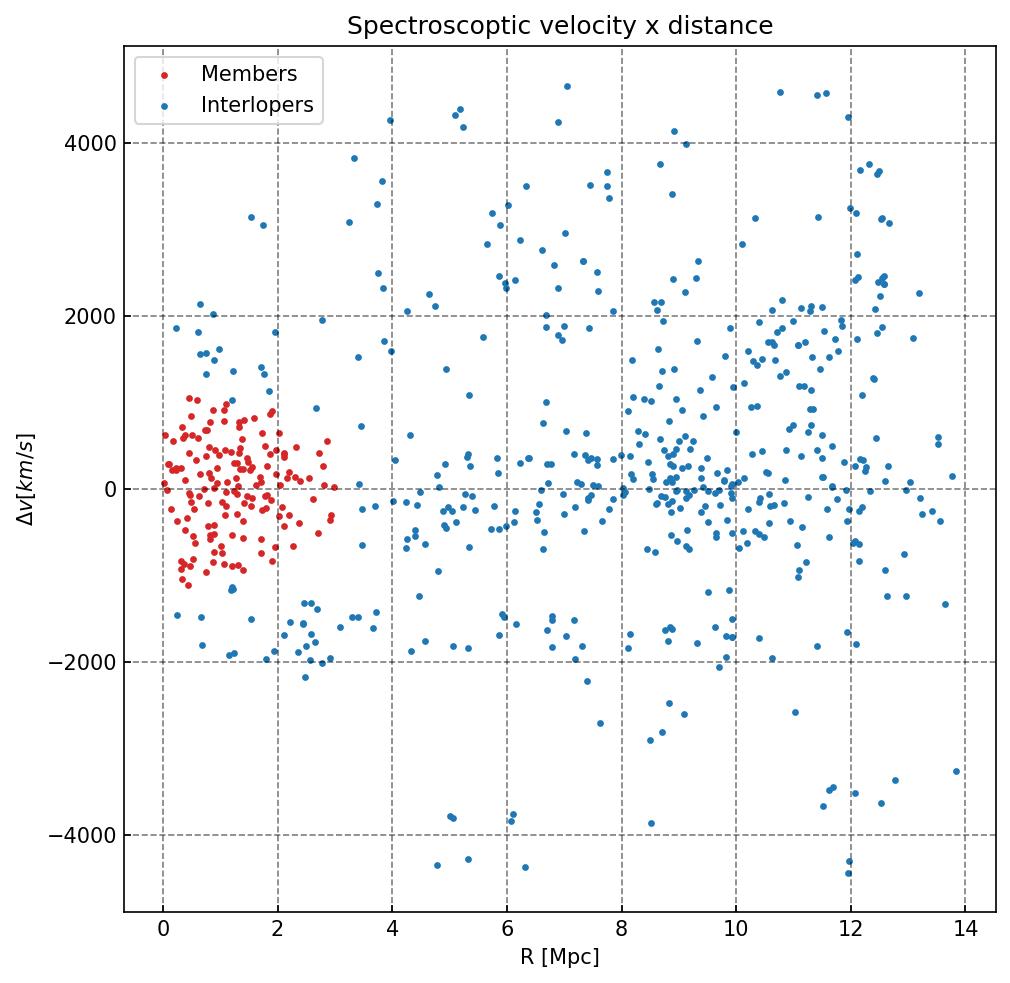 Spectroscoptic velocity x distance
Members
Interlopers
4000
2000
0
−2000
−4000
Δv[km/s]
0 2 4 6 8 10 12 14
R [Mpc]